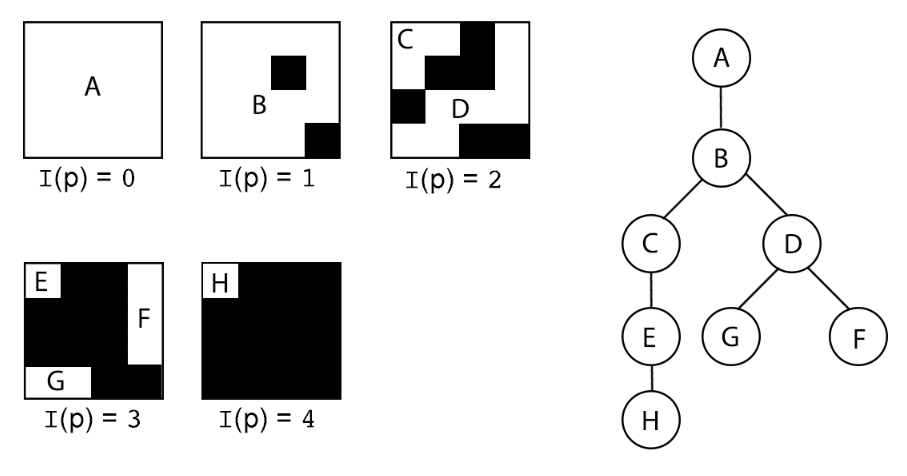 A
B
C
D
I(p) = 0
I(p) = 1
I(p) = 2
E
F
G
H
I(p) = 3
I(p) = 4
A
B
C
D
E
G
F
H